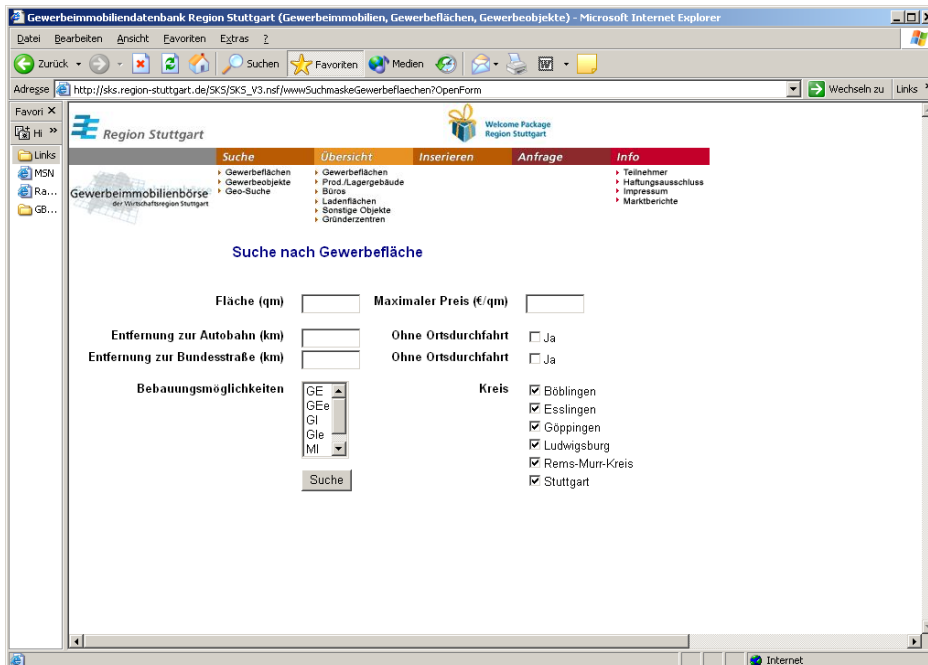 Gewerbeimmobiliendatenbank Region Stuttgart (Gewerbeimmobilien, Gewerbeflächen, Gewerbeobjekte) - Microsoft Internet Explorer
Datei Bearbeiten Ansicht Favoriten Extras ?
Zurück Suchen Favoriten Medien
Adresse http://sks.region-stuttgart.de/SKS/SKS_V3.nsf/wwwSuchmaskeGewerbeflaechen?OpenForm Wechseln zu Links »
Favori X
Hi »
Links
MSN
Ra...
GB...
Region Stuttgart
Welcome Package
Region Stuttgart
Suche Übersicht Inserieren Anfrage Info
Gewerbeimmobilienbörse
der Wirtschaftsregion Stuttgart
Gewerbeflächen
Gewerbeobjekte
Geo-Suche
Gewerbeflächen
Prod./Lagergebäude
Büros
Ladenflächen
Sonstige Objekte
Gründerzentren
Teilnehmer
Haftungsausschluss
Impressum
Marktberichte
Suche nach Gewerbefläche
Fläche (qm) Maximaler Preis (€/qm)
Entfernung zur Autobahn (km) Ohne Ortsdurchfahrt Ja
Entfernung zur Bundesstraße (km) Ohne Ortsdurchfahrt Ja
Bebauungsmöglichkeiten
GE
GEe
GI
GIe
MI
Kreis
Böblingen
Esslingen
Göppingen
Ludwigsburg
Rems-Murr-Kreis
Stuttgart
Suche
Internet